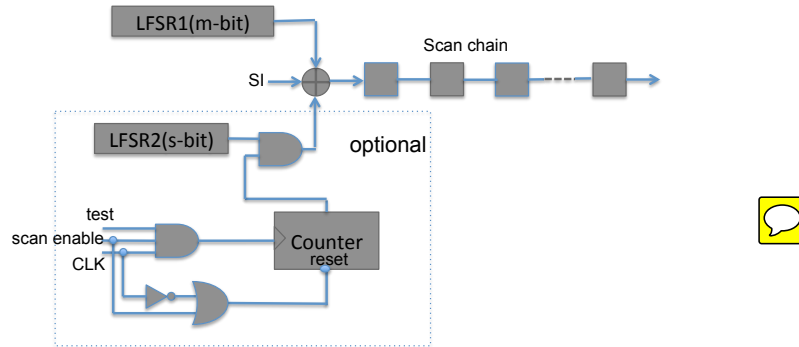 LFSR1(m-bit)
Scan chain
SI
LFSR2(s-bit)
optional
test
scan enable
CLK
Counter
reset